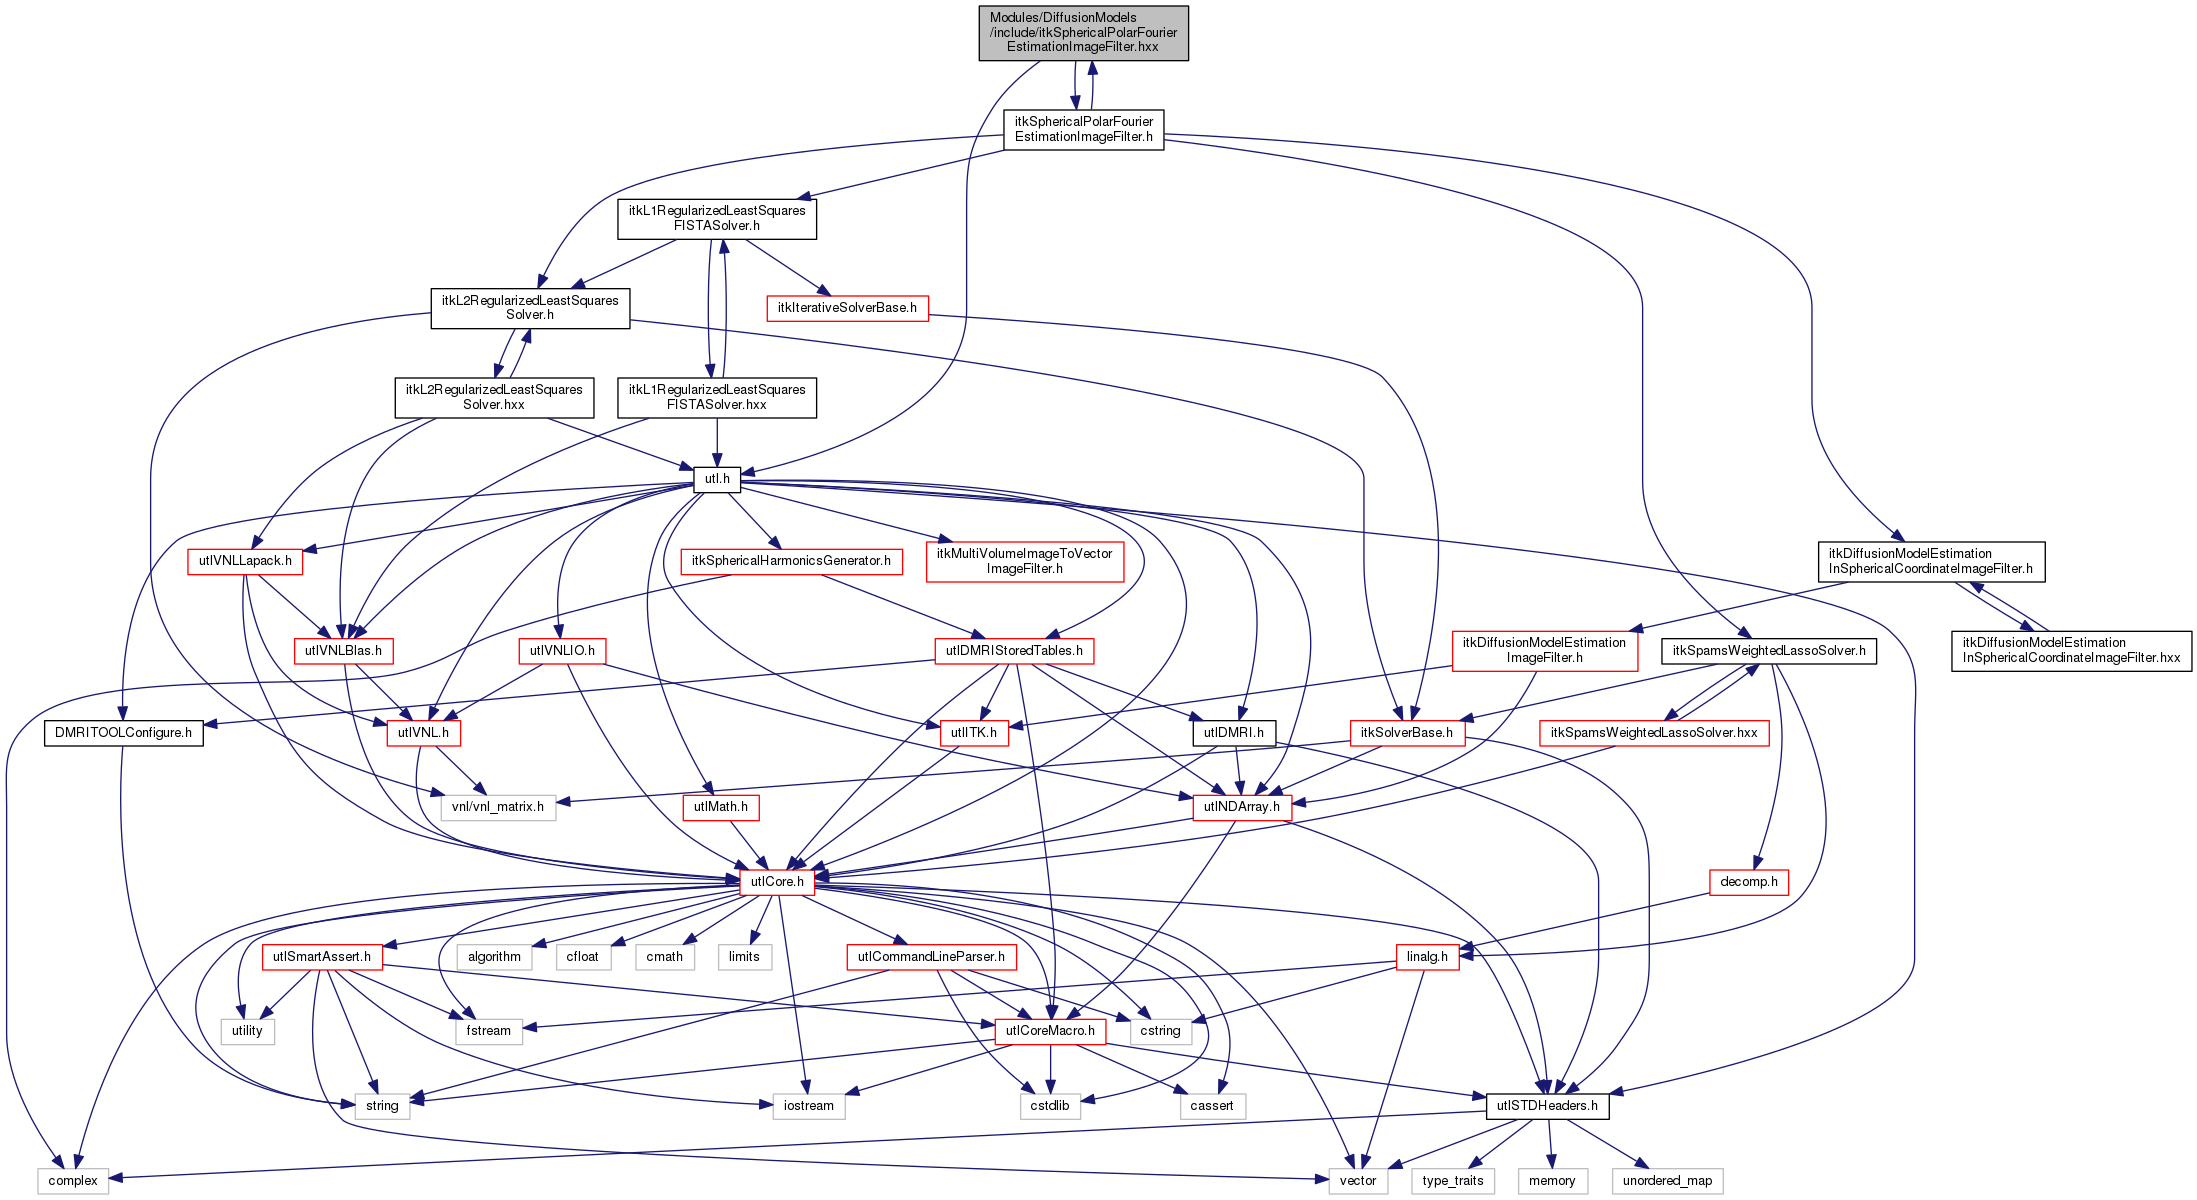 Modules/DiffusionModels
/include/itkSphericalPolarFourier
EstimationImageFilter.hxx
itkSphericalPolarFourier
EstimationImageFilter.h
itkL1RegularizedLeastSquares
FISTASolver.h
itkL2RegularizedLeastSquares
Solver.h
itkIterativeSolverBase.h
itkL2RegularizedLeastSquares
Solver.hxx
itkL1RegularizedLeastSquares
FISTASolver.hxx
utl.h
utlVNLLapack.h
itkSphericalHarmonicsGenerator.h
itkMultiVolumeImageToVector
ImageFilter.h
itkDiffusionModelEstimation
InSphericalCoordinateImageFilter.h
utlVNLBlas.h
utlVNLIO.h
utlDMRIStoredTables.h
itkDiffusionModelEstimation
ImageFilter.h
itkSpamsWeightedLassoSolver.h
itkDiffusionModelEstimation
InSphericalCoordinateImageFilter.hxx
DMRITOOLConfigure.h
utlVNL.h
utlITK.h
utlDMRI.h
itkSolverBase.h
itkSpamsWeightedLassoSolver.hxx
vnl/vnl_matrix.h
utlMath.h
utlNDArray.h
utlCore.h
decomp.h
utlSmartAssert.h
algorithm
cfloat
cmath
limits
utlCommandLineParser.h
linalg.h
utility
fstream
utlCoreMacro.h
cstring
string
iostream
cstdlib
cassert
utlSTDHeaders.h
complex
vector
type_traits
memory
unordered_map